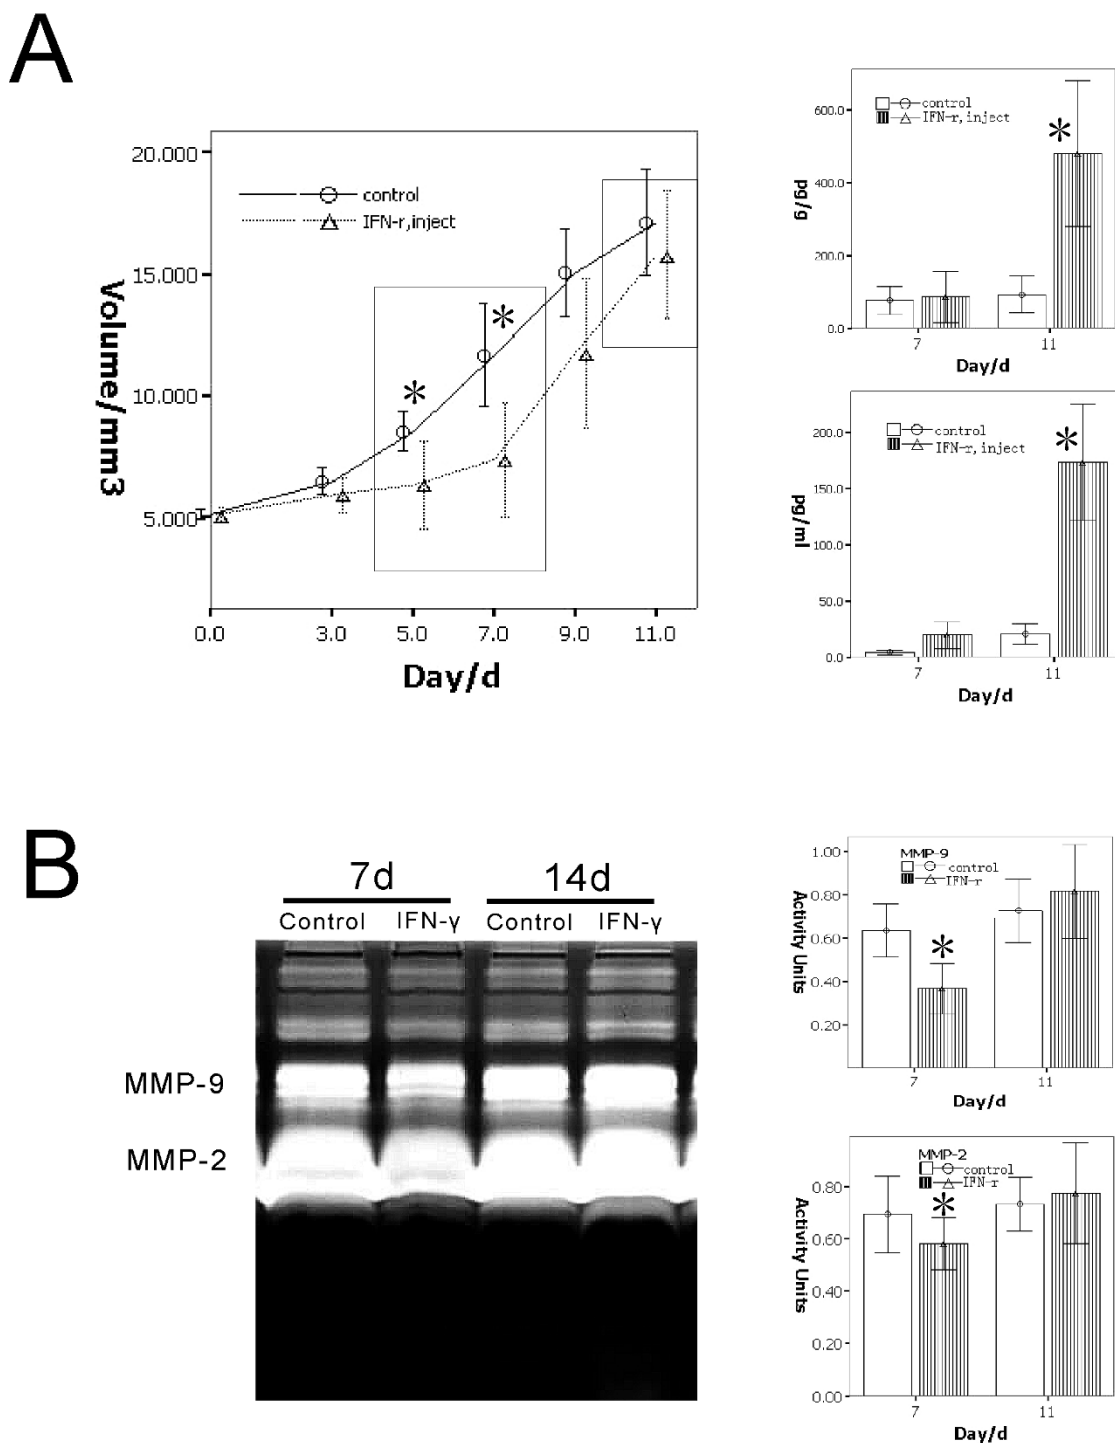 A
Volume/mm3
20.000
15.000
10.000
5.000
control
IFN-r,inject
*
*
0.0 3.0 5.0 7.0 9.0 11.0
Day/d
pg/g
600.0
400.0
200.0
0.0
control
IFN-r,inject
*
7 11
Day/d
pg/ml
200.0
150.0
100.0
50.0
0.0
control
IFN-r,inject
*
7 11
Day/d
B
7d 14d
Control IFN-γ Control IFN-γ
MMP-9
MMP-2
Activity Units
1.00
0.80
0.60
0.40
0.20
MMP-9
control
IFN-r
*
7 11
Day/d
Activity Units
0.80
0.60
0.40
0.20
0.00
MMP-2
control
IFN-r
*
7 11
Day/d